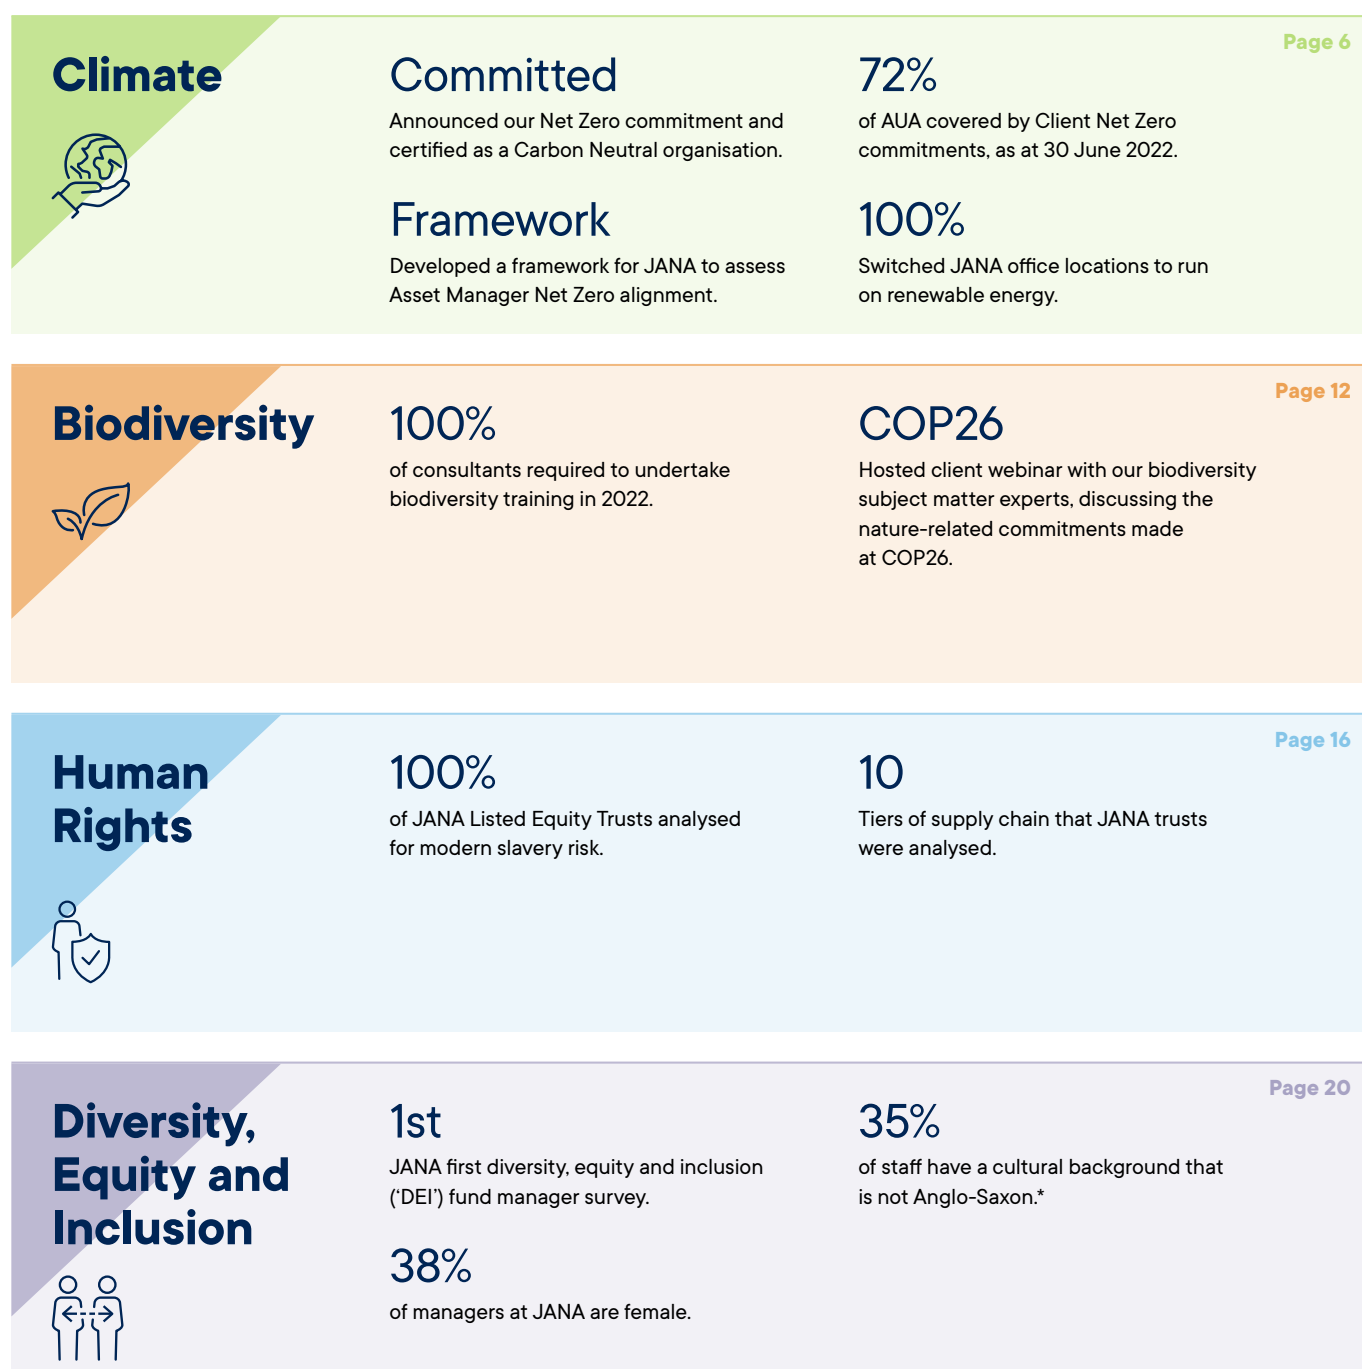 Page 6
Climate
Committed
Announced our Net Zero commitment and
certified as a Carbon Neutral organisation.
72%
of AUA covered by Client Net Zero
commitments, as at 30 June 2022.
Framework
Developed a framework for JANA to assess
Asset Manager Net Zero alignment.
100%
Switched JANA office locations to run
on renewable energy.
Page 12
Biodiversity
100%
of consultants required to undertake
biodiversity training in 2022.
COP26
Hosted client webinar with our biodiversity
subject matter experts, discussing the
nature-related commitments made
at COP26.
Page 16
Human
Rights
100%
of JANA Listed Equity Trusts analysed
for modern slavery risk.
10
Tiers of supply chain that JANA trusts
were analysed.
Page 20
Diversity,
Equity and
Inclusion
1st
JANA first diversity, equity and inclusion
(‘DEI’) fund manager survey.
35%
of staff have a cultural background that
is not Anglo-Saxon.*
38%
of managers at JANA are female.